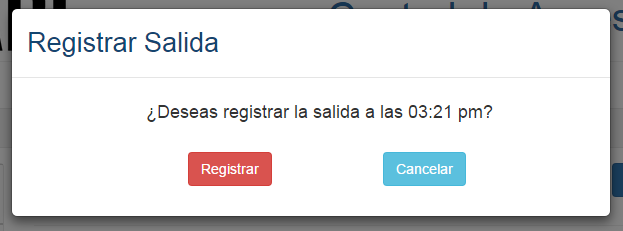 Registrar Salida
¿Deseas registrar la salida a las 03:21 pm?
Registrar
Cancelar